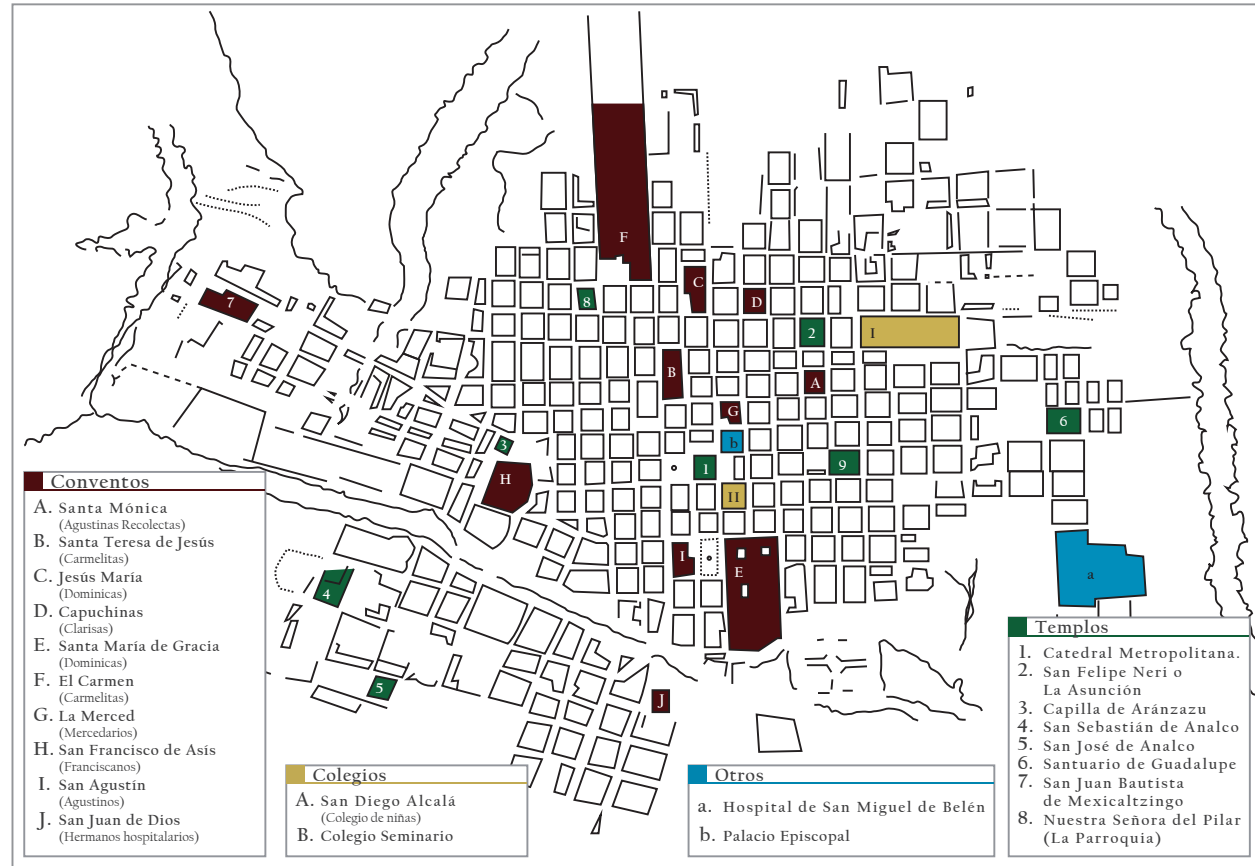 F
7
8
C
D
2
I
B
A
G
6
b
3
1
9
H
II
I
E
a
4
5
J
Conventos
A. Santa Mónica
(Agustinas Recolectas)
B. Santa Teresa de Jesús
(Carmelitas)
C. Jesús María
(Dominicas)
D. Capuchinas
(Clarisas)
E. Santa María de Gracia
(Dominicas)
F. El Carmen
(Carmelitas)
G. La Merced
(Mercedarios)
H. San Francisco de Asís
(Franciscanos)
I. San Agustín
(Agustinos)
J. San Juan de Dios
(Hermanos hospitalarios)
Colegios
A. San Diego Alcalá
(Colegio de niñas)
B. Colegio Seminario
Otros
a. Hospital de San Miguel de Belén
b. Palacio Episcopal
Templos
1. Catedral Metropolitana.
2. San Felipe Neri o
La Asunción
3. Capilla de Aránzazu
4. San Sebastián de Analco
5. San José de Analco
6. Santuario de Guadalupe
7. San Juan Bautista
de Mexicaltzingo
8. Nuestra Señora del Pilar
(La Parroquia)